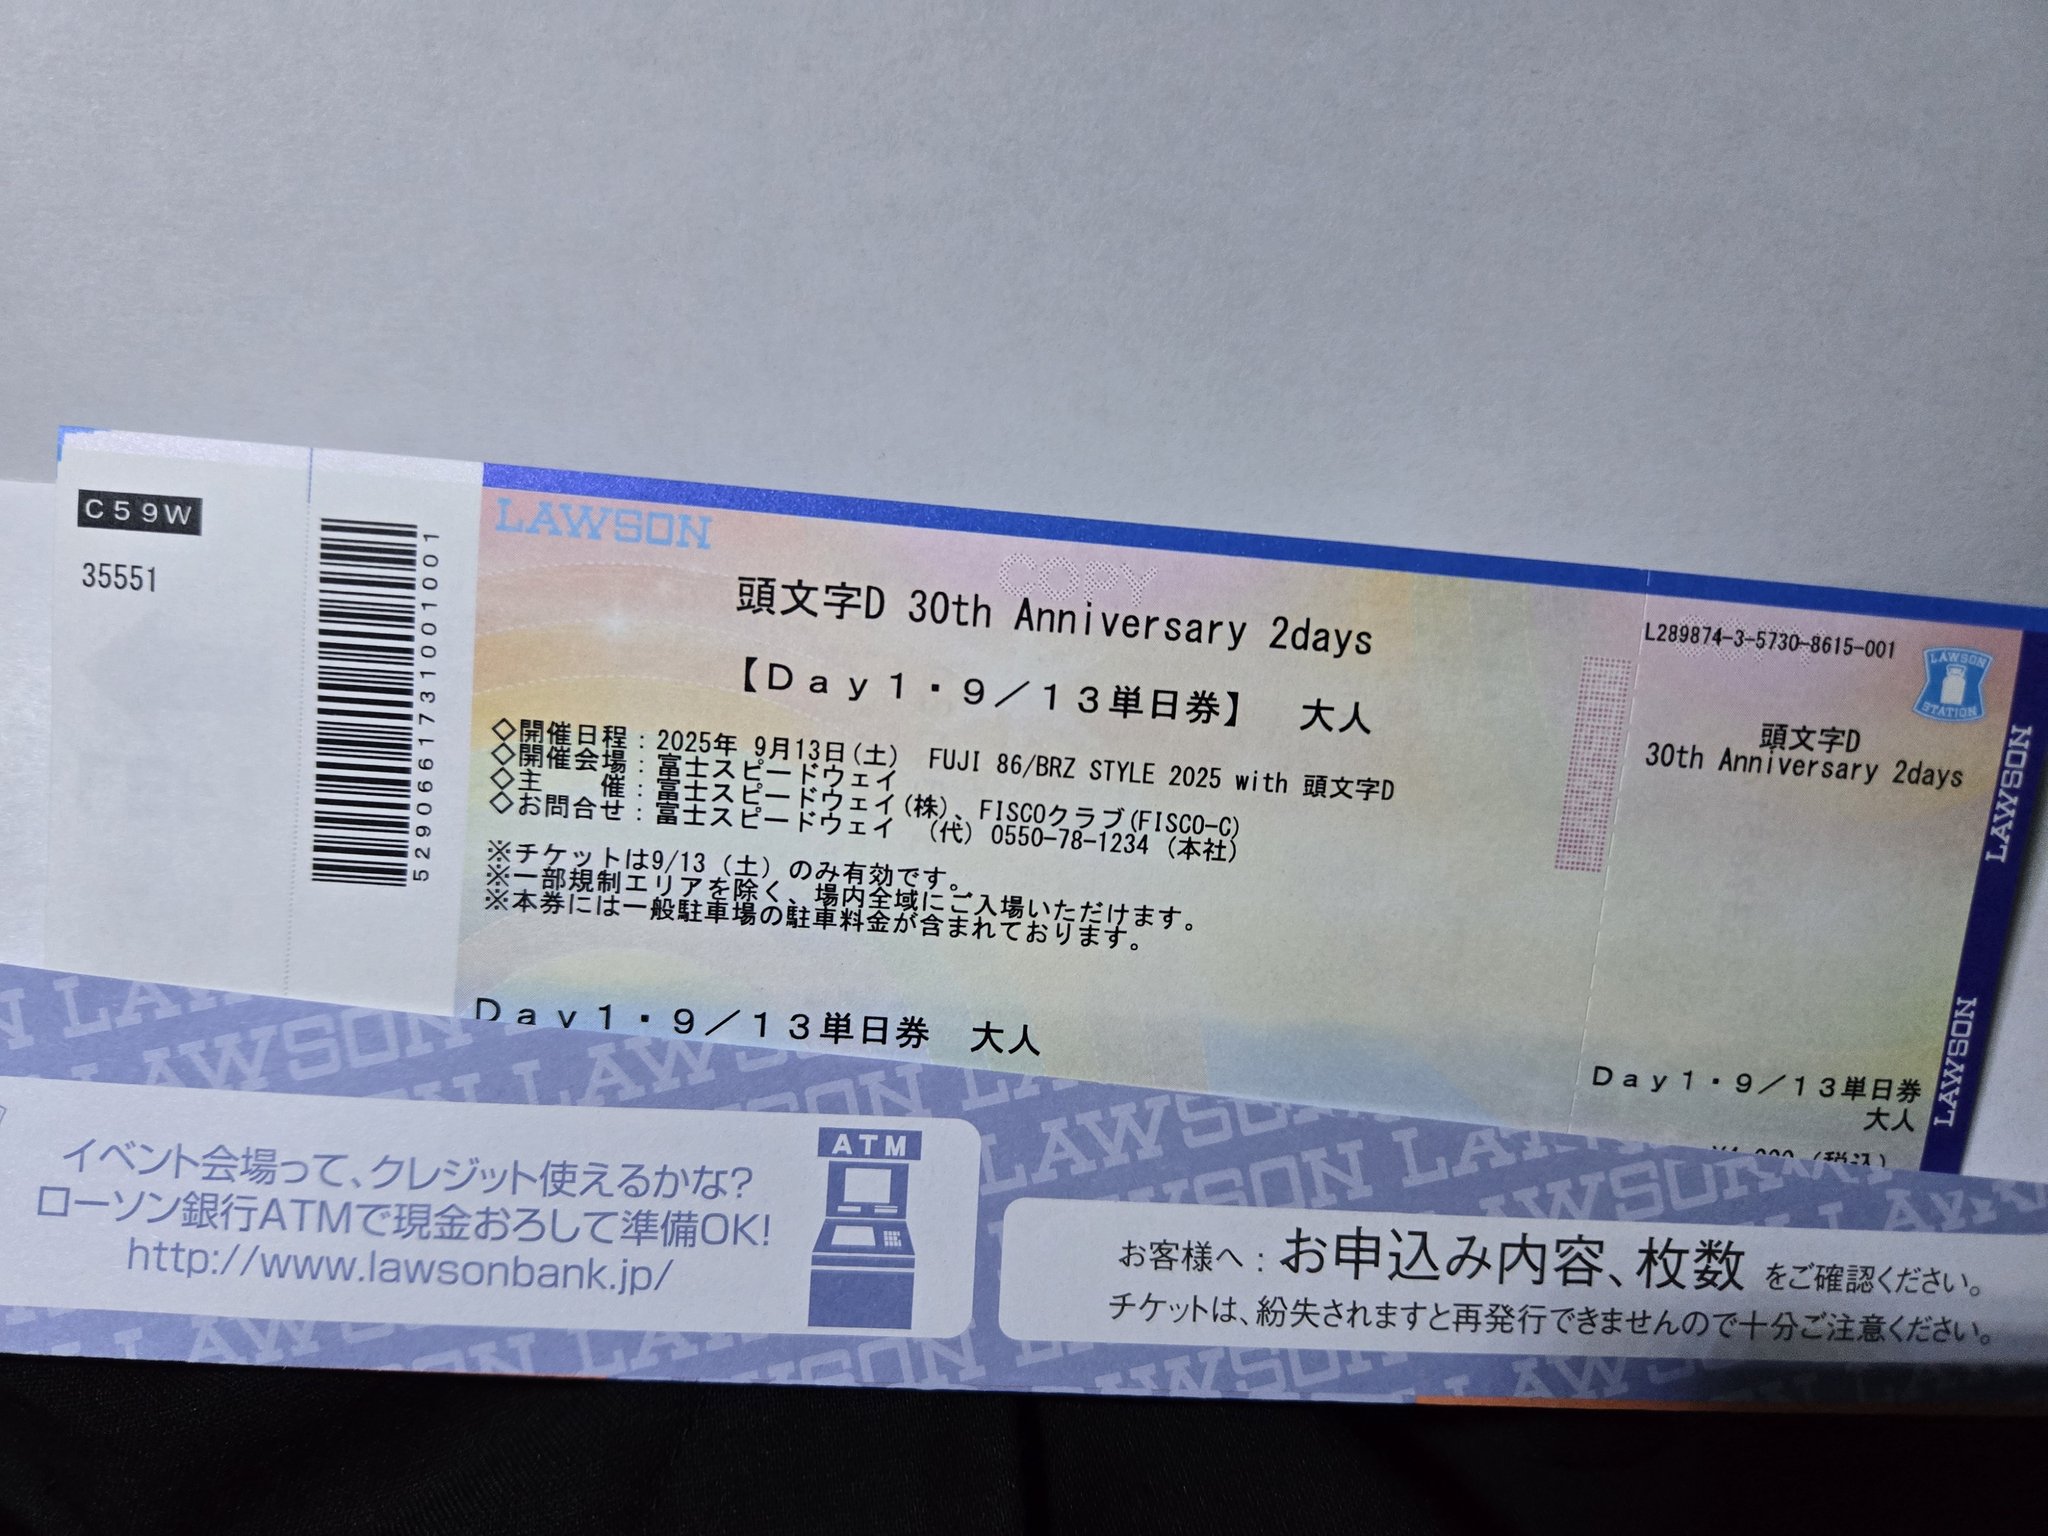 C59W
35551
5290661731001001
LAWSON
COPY
頭文字D 30th Anniversary 2days
【Day1・9／13単日券】　大人
◇開催日程：2025年 9月13日(土)　FUJI 86/BRZ STYLE 2025 with 頭文字D
◇開催会場：富士スピードウェイ
◇主　　催：富士スピードウェイ(株)、FISCOクラブ(FISCO-C)
◇お問合せ：富士スピードウェイ　（代）0550-78-1234（本社）
※チケットは9/13（土）のみ有効です。
※一部規制エリアを除く、場内全域にご入場いただけます。
※本券には一般駐車場の駐車料金が含まれております。
Day1・9／13単日券　大人
L289874-3-5730-8615-001
LAWSON
STATION
頭文字D
30th Anniversary 2days
Day1・9／13単日券
大人
(税込)
LAWSON
LAWSON
イベント会場って、クレジット使えるかな?
ローソン銀行ATMで現金おろして準備OK!
http://www.lawsonbank.jp/
ATM
お客様へ：お申込み内容、枚数をご確認ください。
チケットは、紛失されますと再発行できませんので十分ご注意ください。